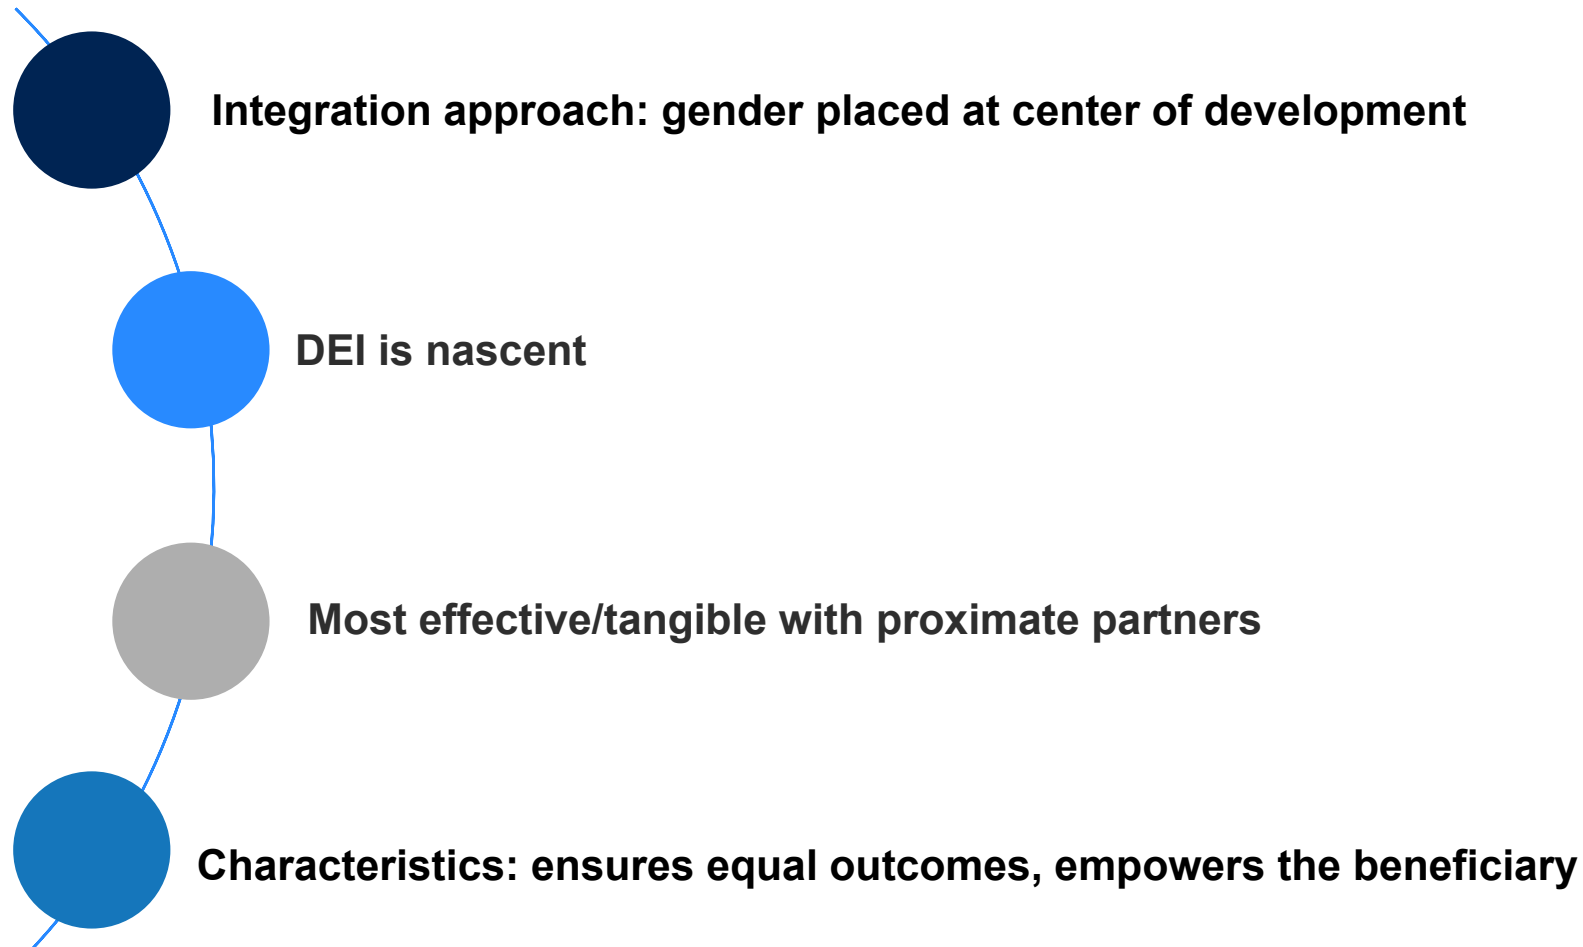 Integration approach: gender placed at center of development
DEI is nascent
Most effective/tangible with proximate partners
Characteristics: ensures equal outcomes, empowers the beneficiary